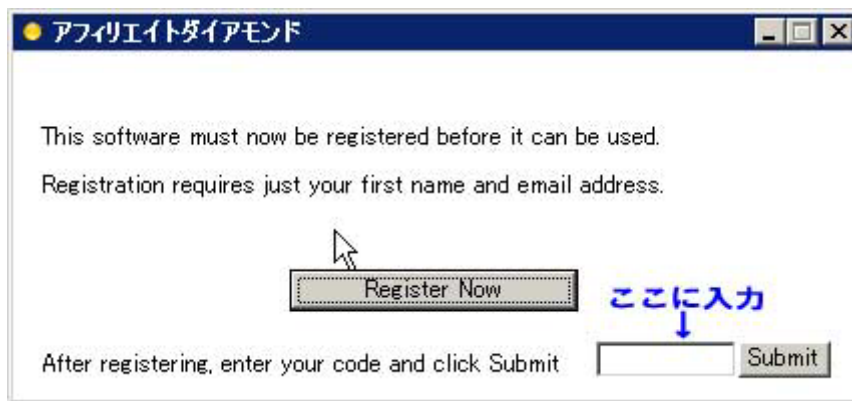 アフィリエイトダイアモンド
This software must now be registered before it can be used.
Registration requires just your first name and email address.
Register Now
ここに入力
↓
After registering, enter your code and click Submit
Submit